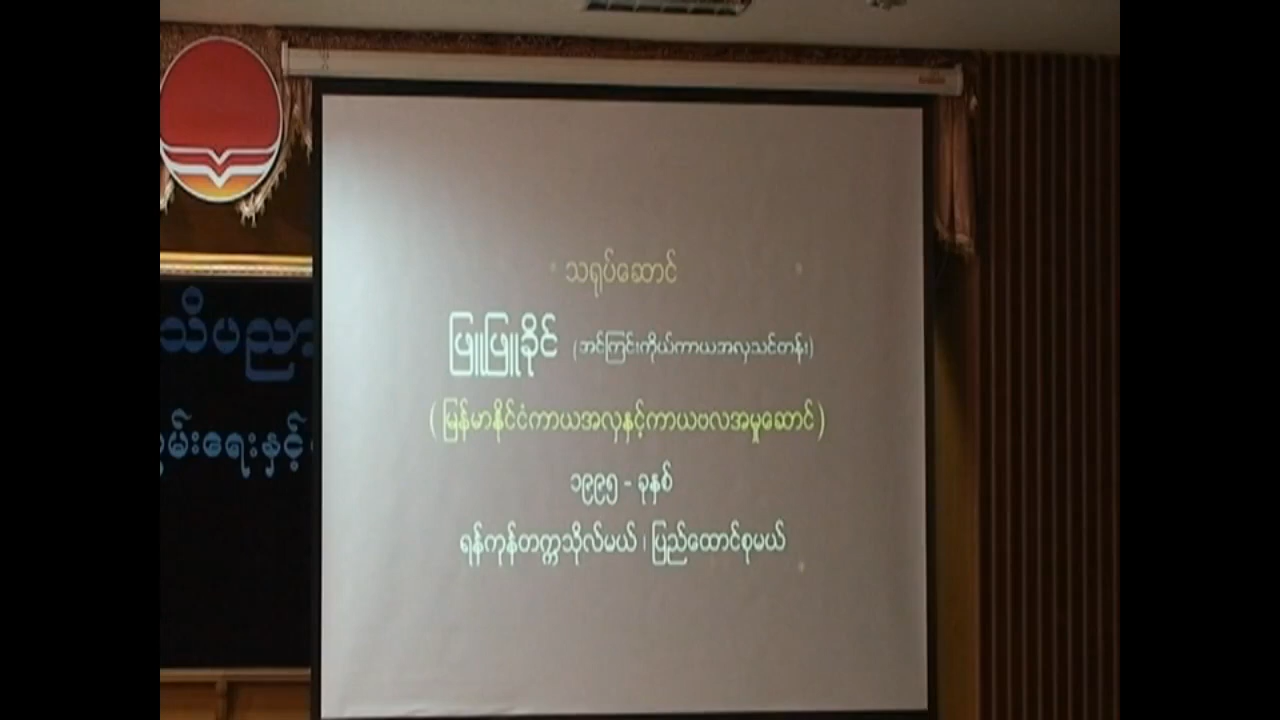 သရုပ်ဆောင်
ဖြူဖြူခိုင် (အင်ကြင်းကိုယ်ကာယအလှသင်တန်း)
(မြန်မာနိုင်ငံကာယအလှနှင့်ကာယဗလအမှုဆောင်)
၁၉၉၅ - ခုနှစ်
ရန်ကုန်တက္ကသိုလ်မယ် ၊ ပြည်ထောင်စုမယ်